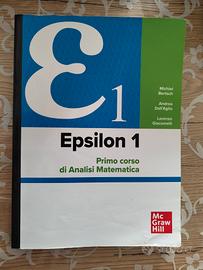 ε1
Michiel
Bertsch
Andrea
Dall'Aglio
Lorenzo
Giacomelli
Epsilon 1
Primo corso
di Analisi Matematica
Mc
Graw
Hill